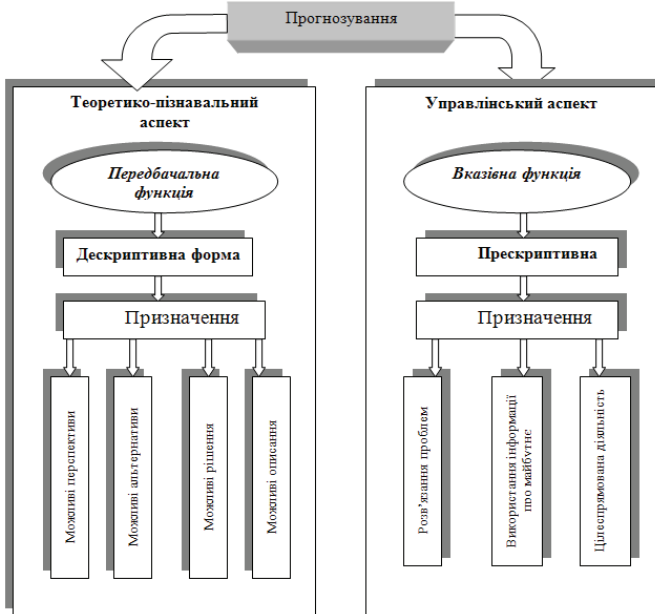 Прогнозування
Теоретико-пізнавальний
аспект
Передбачальна
функція
Дескриптивна форма
Призначення
Можливі перспективи
Можливі альтернативи
Можливі рішення
Можливі описання
Управлінський аспект
Вказівна функція
Прескриптивна
Призначення
Розв’язання проблем
Використання інформації
про майбутнє
Цілеспрямована діяльність